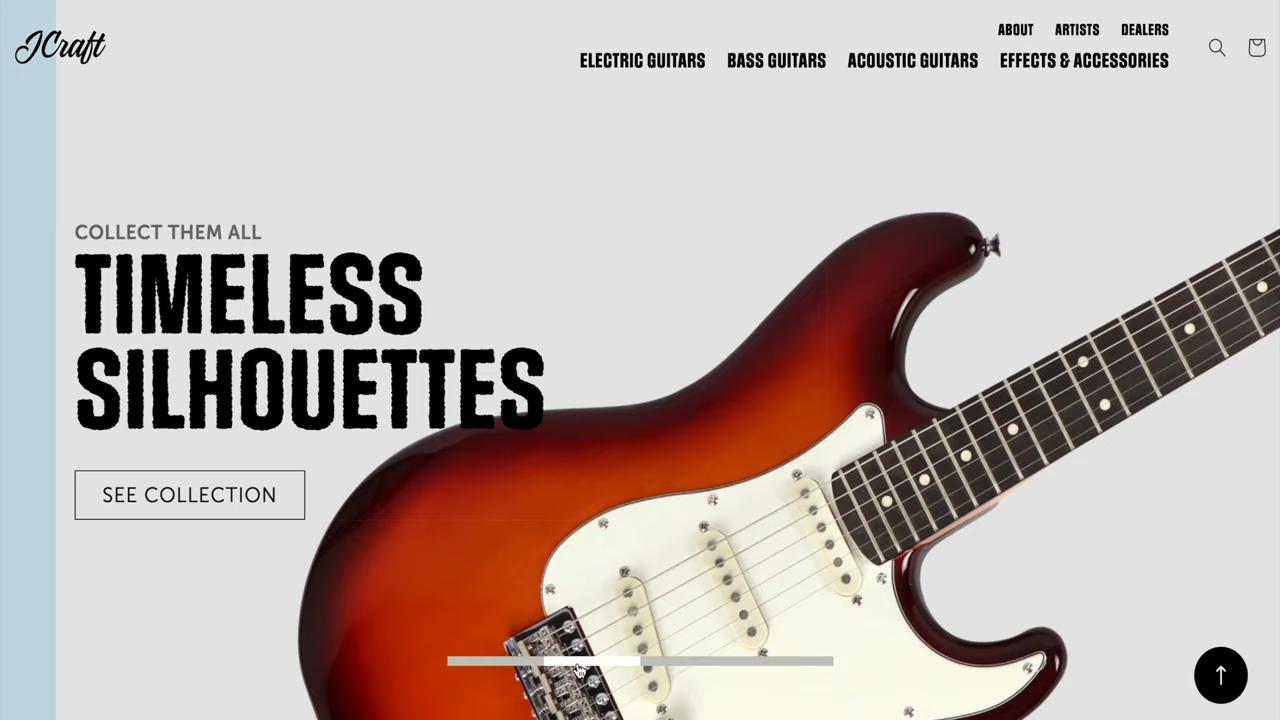 JCraft
ABOUT ARTISTS DEALERS
ELECTRIC GUITARS BASS GUITARS ACOUSTIC GUITARS EFFECTS & ACCESSORIES
COLLECT THEM ALL
TIMELESS
SILHOUETTES
SEE COLLECTION